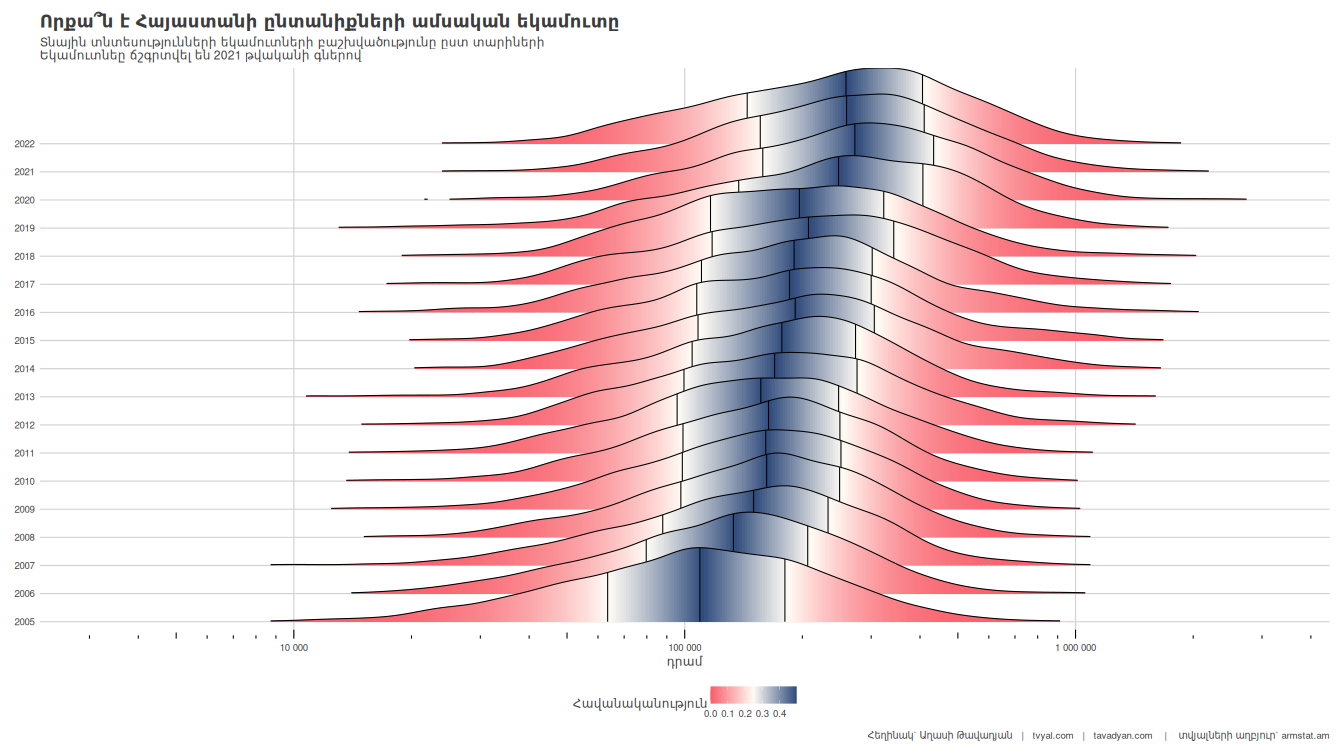 Որքա՞ն է Հայաստանի ընտանիքների ամսական եկամուտը
Տնային տնտեսությունների եկամուտների բաշխվածությունը ըստ տարիների
Եկամուտները ճշգրտվել են 2021 թվականի գներով
2022
2021
2020
2019
2018
2017
2016
2015
2014
2013
2012
2011
2010
2009
2008
2007
2006
2005
10 000 100 000 1 000 000
դրամ
Հավանականություն
0.0 0.1 0.2 0.3 0.4
Հեղինակ՝ Աղասի Թավադյան | tvyal.com | tavadyan.com | տվյալների աղբյուր՝ armstat.am